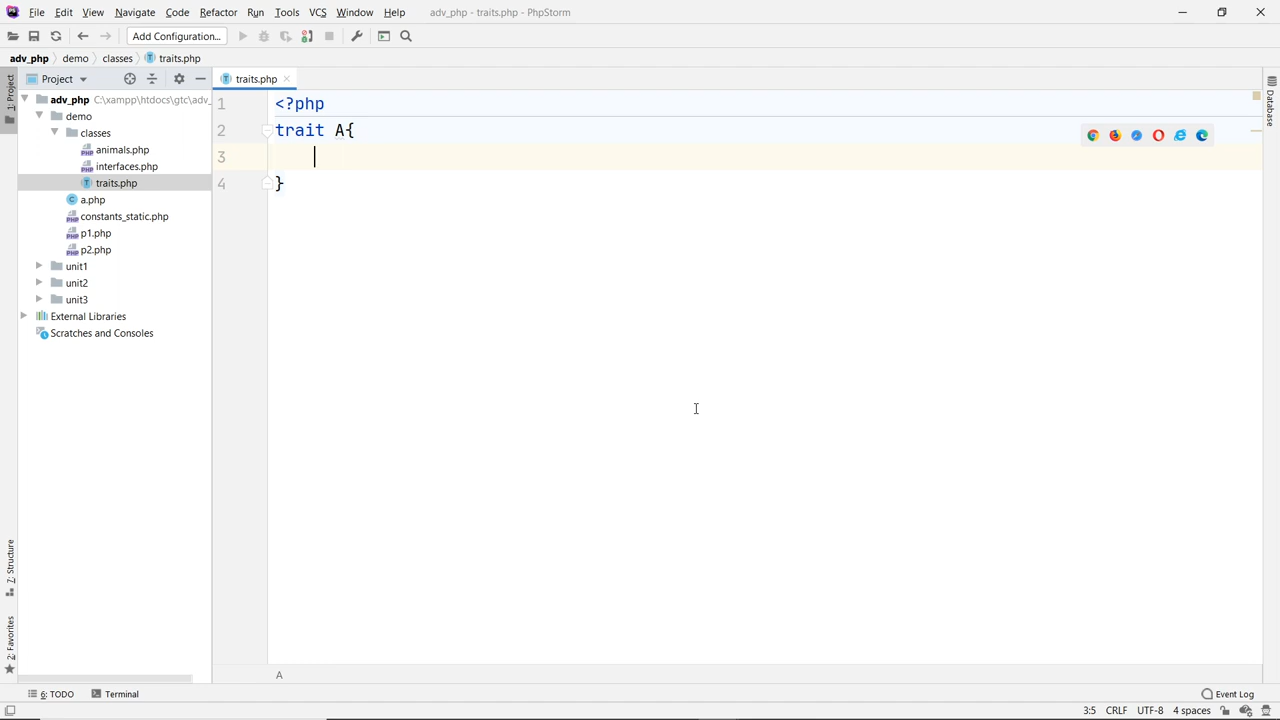 File Edit View Navigate Code Refactor Run Tools VCS Window Help adv_php - traits.php - PhpStorm
Add Configuration...
adv_php demo classes traits.php
1: Project
Project
traits.php
Database
adv_php C:\xampp\htdocs\gtc\adv_
demo
classes
animals.php
interfaces.php
traits.php
a.php
constants_static.php
p1.php
p2.php
unit1
unit2
unit3
External Libraries
Scratches and Consoles
1 <?php
2 trait A{
3
4 }
7: Structure
2: Favorites
A
6: TODO Terminal Event Log
3:5 CRLF UTF-8 4 spaces